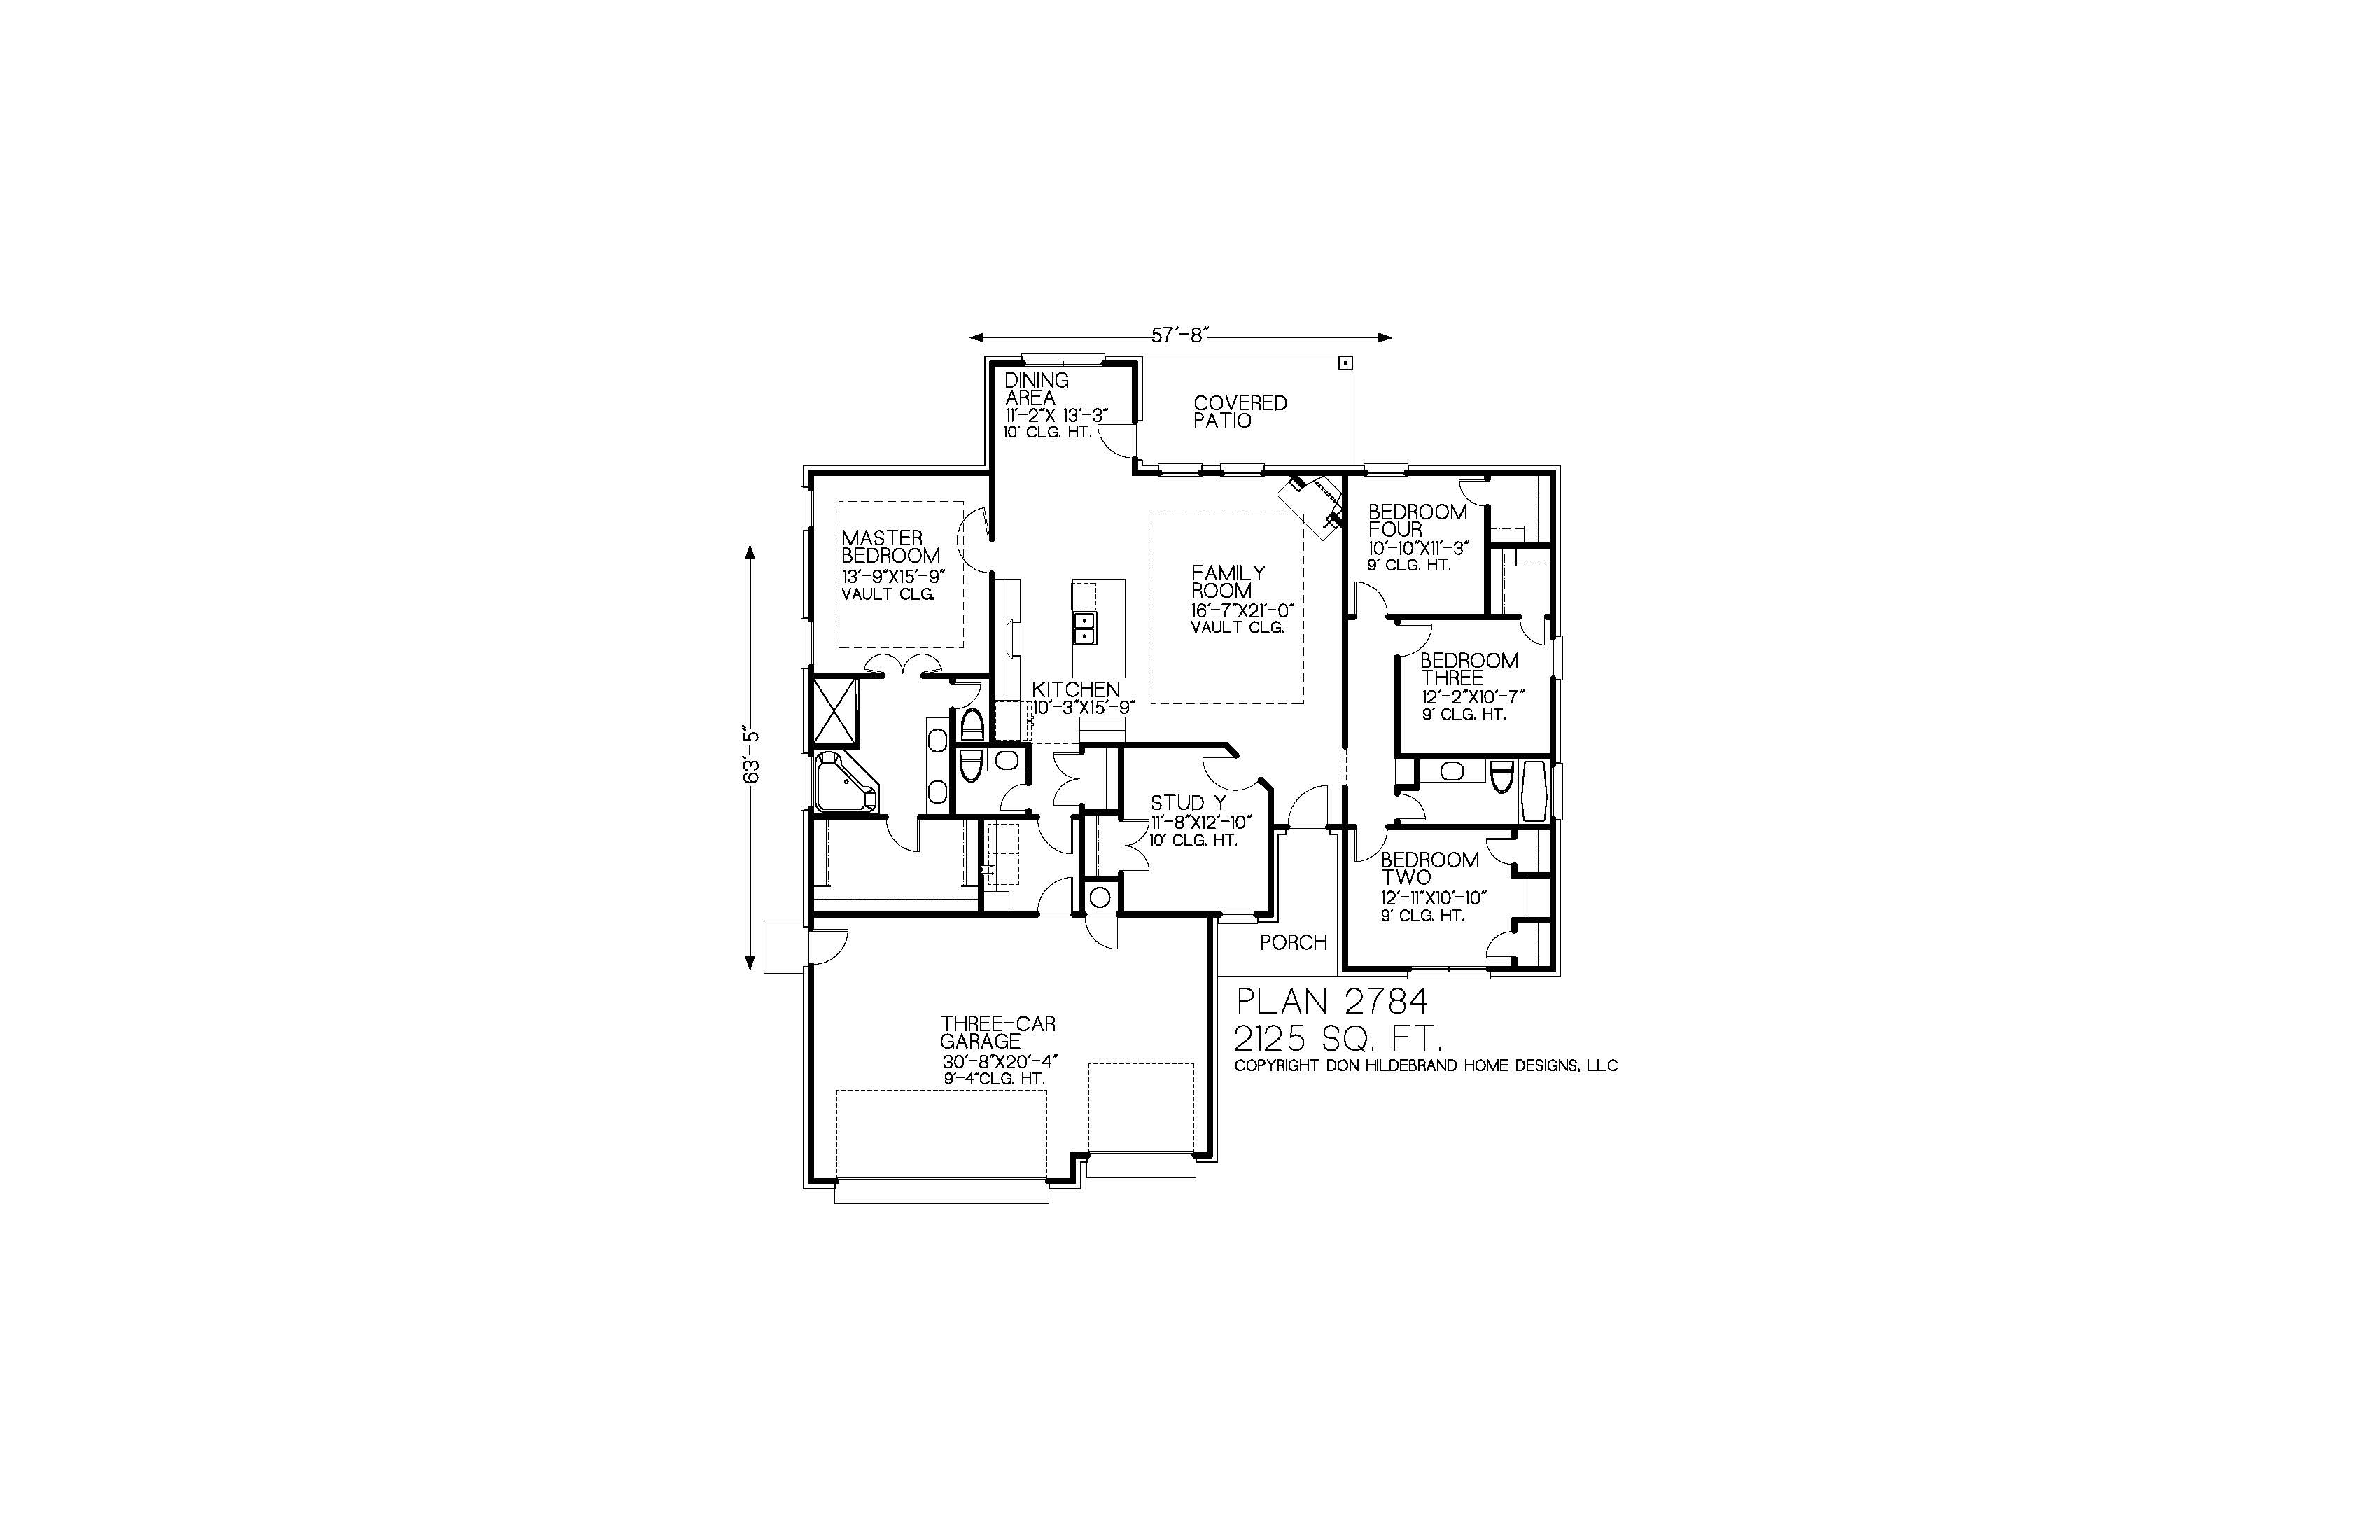 57'-8"
DINING
AREA
11'-2"X 13'-3"
10' CLG. HT.
COVERED
PATIO
MASTER
BEDROOM
13'-9"X15'-9"
VAULT CLG.
FAMILY
ROOM
16'-7"X21'-0"
VAULT CLG.
BEDROOM
FOUR
10'-10"X11'-3"
9' CLG. HT.
BEDROOM
THREE
12'-2"X10'-7"
9' CLG. HT.
KITCHEN
10'-3"X15'-9"
63'-5"
STUD Y
11'-8"X12'-10"
10' CLG. HT.
BEDROOM
TWO
12'-11"X10'-10"
9' CLG. HT.
PORCH
THREE-CAR
GARAGE
30'-8"X20'-4"
9'-4"CLG. HT.
PLAN 2784
2125 SQ. FT.
COPYRIGHT DON HILDEBRAND HOME DESIGNS, LLC